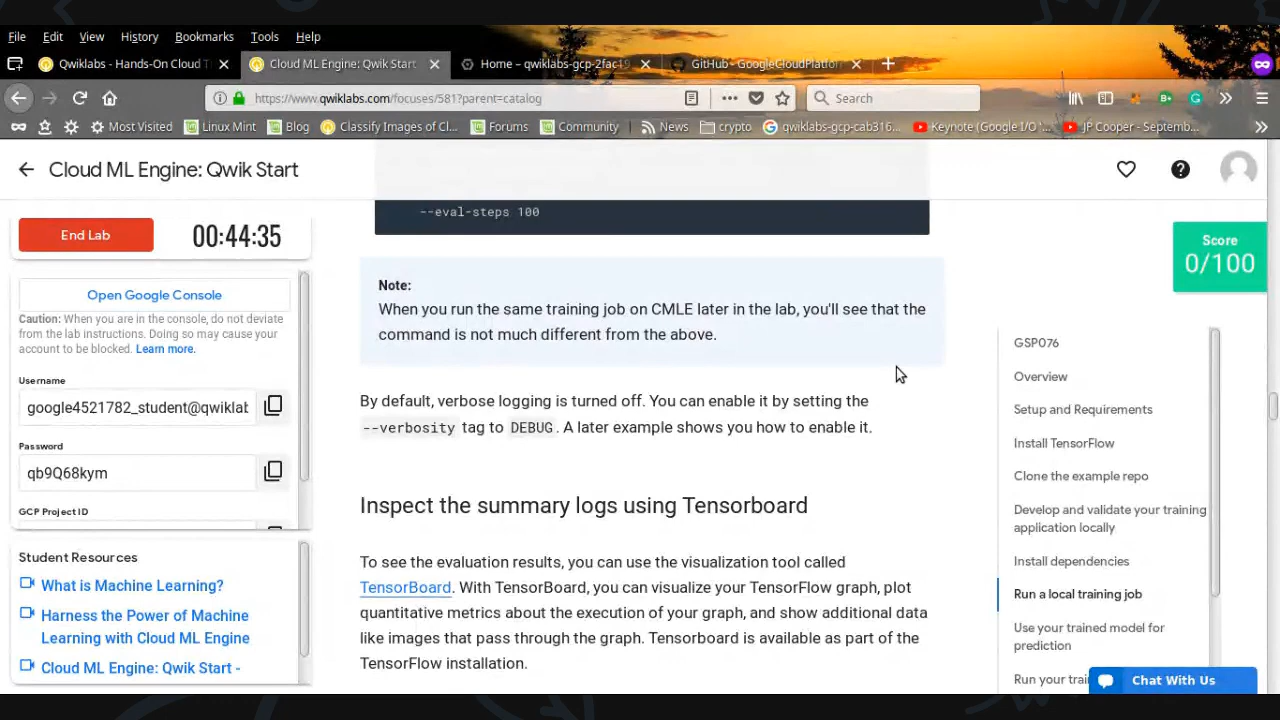 File Edit View History Bookmarks Tools Help
Qwiklabs - Hands-On Cloud T
Cloud ML Engine: Qwik Start
Home – qwiklabs-gcp-2fac19
GitHub - GoogleCloudPlatfor
https://www.qwiklabs.com/focuses/581?parent=catalog
Search
Most Visited Linux Mint Blog Classify Images of Cl... Forums Community News crypto qwiklabs-gcp-cab316... Keynote (Google I/O '... JP Cooper - Septemb...
Cloud ML Engine: Qwik Start
End Lab
00:44:35
Open Google Console
Caution: When you are in the console, do not deviate
from the lab instructions. Doing so may cause your
account to be blocked. Learn more.
Username
google4521782_student@qwiklab
Password
qb9Q68kym
GCP Project ID
Student Resources
What is Machine Learning?
Harness the Power of Machine
Learning with Cloud ML Engine
Cloud ML Engine: Qwik Start -
--eval-steps 100
Note:
When you run the same training job on CMLE later in the lab, you'll see that the
command is not much different from the above.
By default, verbose logging is turned off. You can enable it by setting the
--verbosity tag to DEBUG. A later example shows you how to enable it.
Inspect the summary logs using Tensorboard
To see the evaluation results, you can use the visualization tool called
TensorBoard. With TensorBoard, you can visualize your TensorFlow graph, plot
quantitative metrics about the execution of your graph, and show additional data
like images that pass through the graph. Tensorboard is available as part of the
TensorFlow installation.
Score
0/100
GSP076
Overview
Setup and Requirements
Install TensorFlow
Clone the example repo
Develop and validate your training
application locally
Install dependencies
Run a local training job
Use your trained model for
prediction
Run your trai
Chat With Us